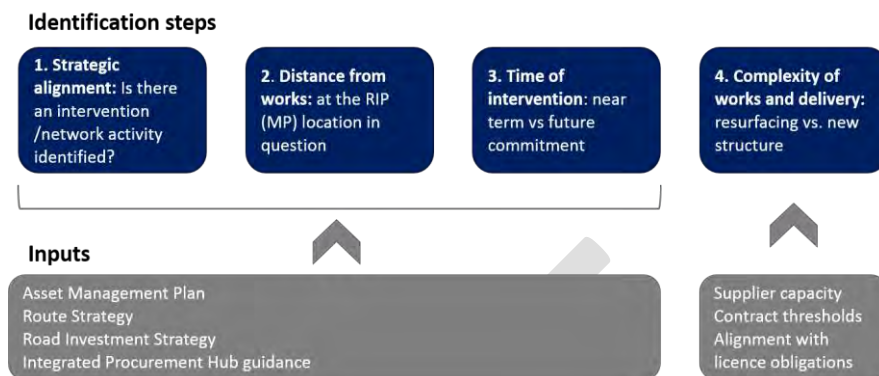 Identification steps
1. Strategic
alignment: Is there
an intervention
/network activity
identified?
2. Distance from
works: at the RIP
(MP) location in
question
3. Time of
intervention: near
term vs future
commitment
4. Complexity of
works and delivery:
resurfacing vs. new
structure
Inputs
Asset Management Plan
Route Strategy
Road Investment Strategy
Integrated Procurement Hub guidance
Supplier capacity
Contract thresholds
Alignment with
licence obligations